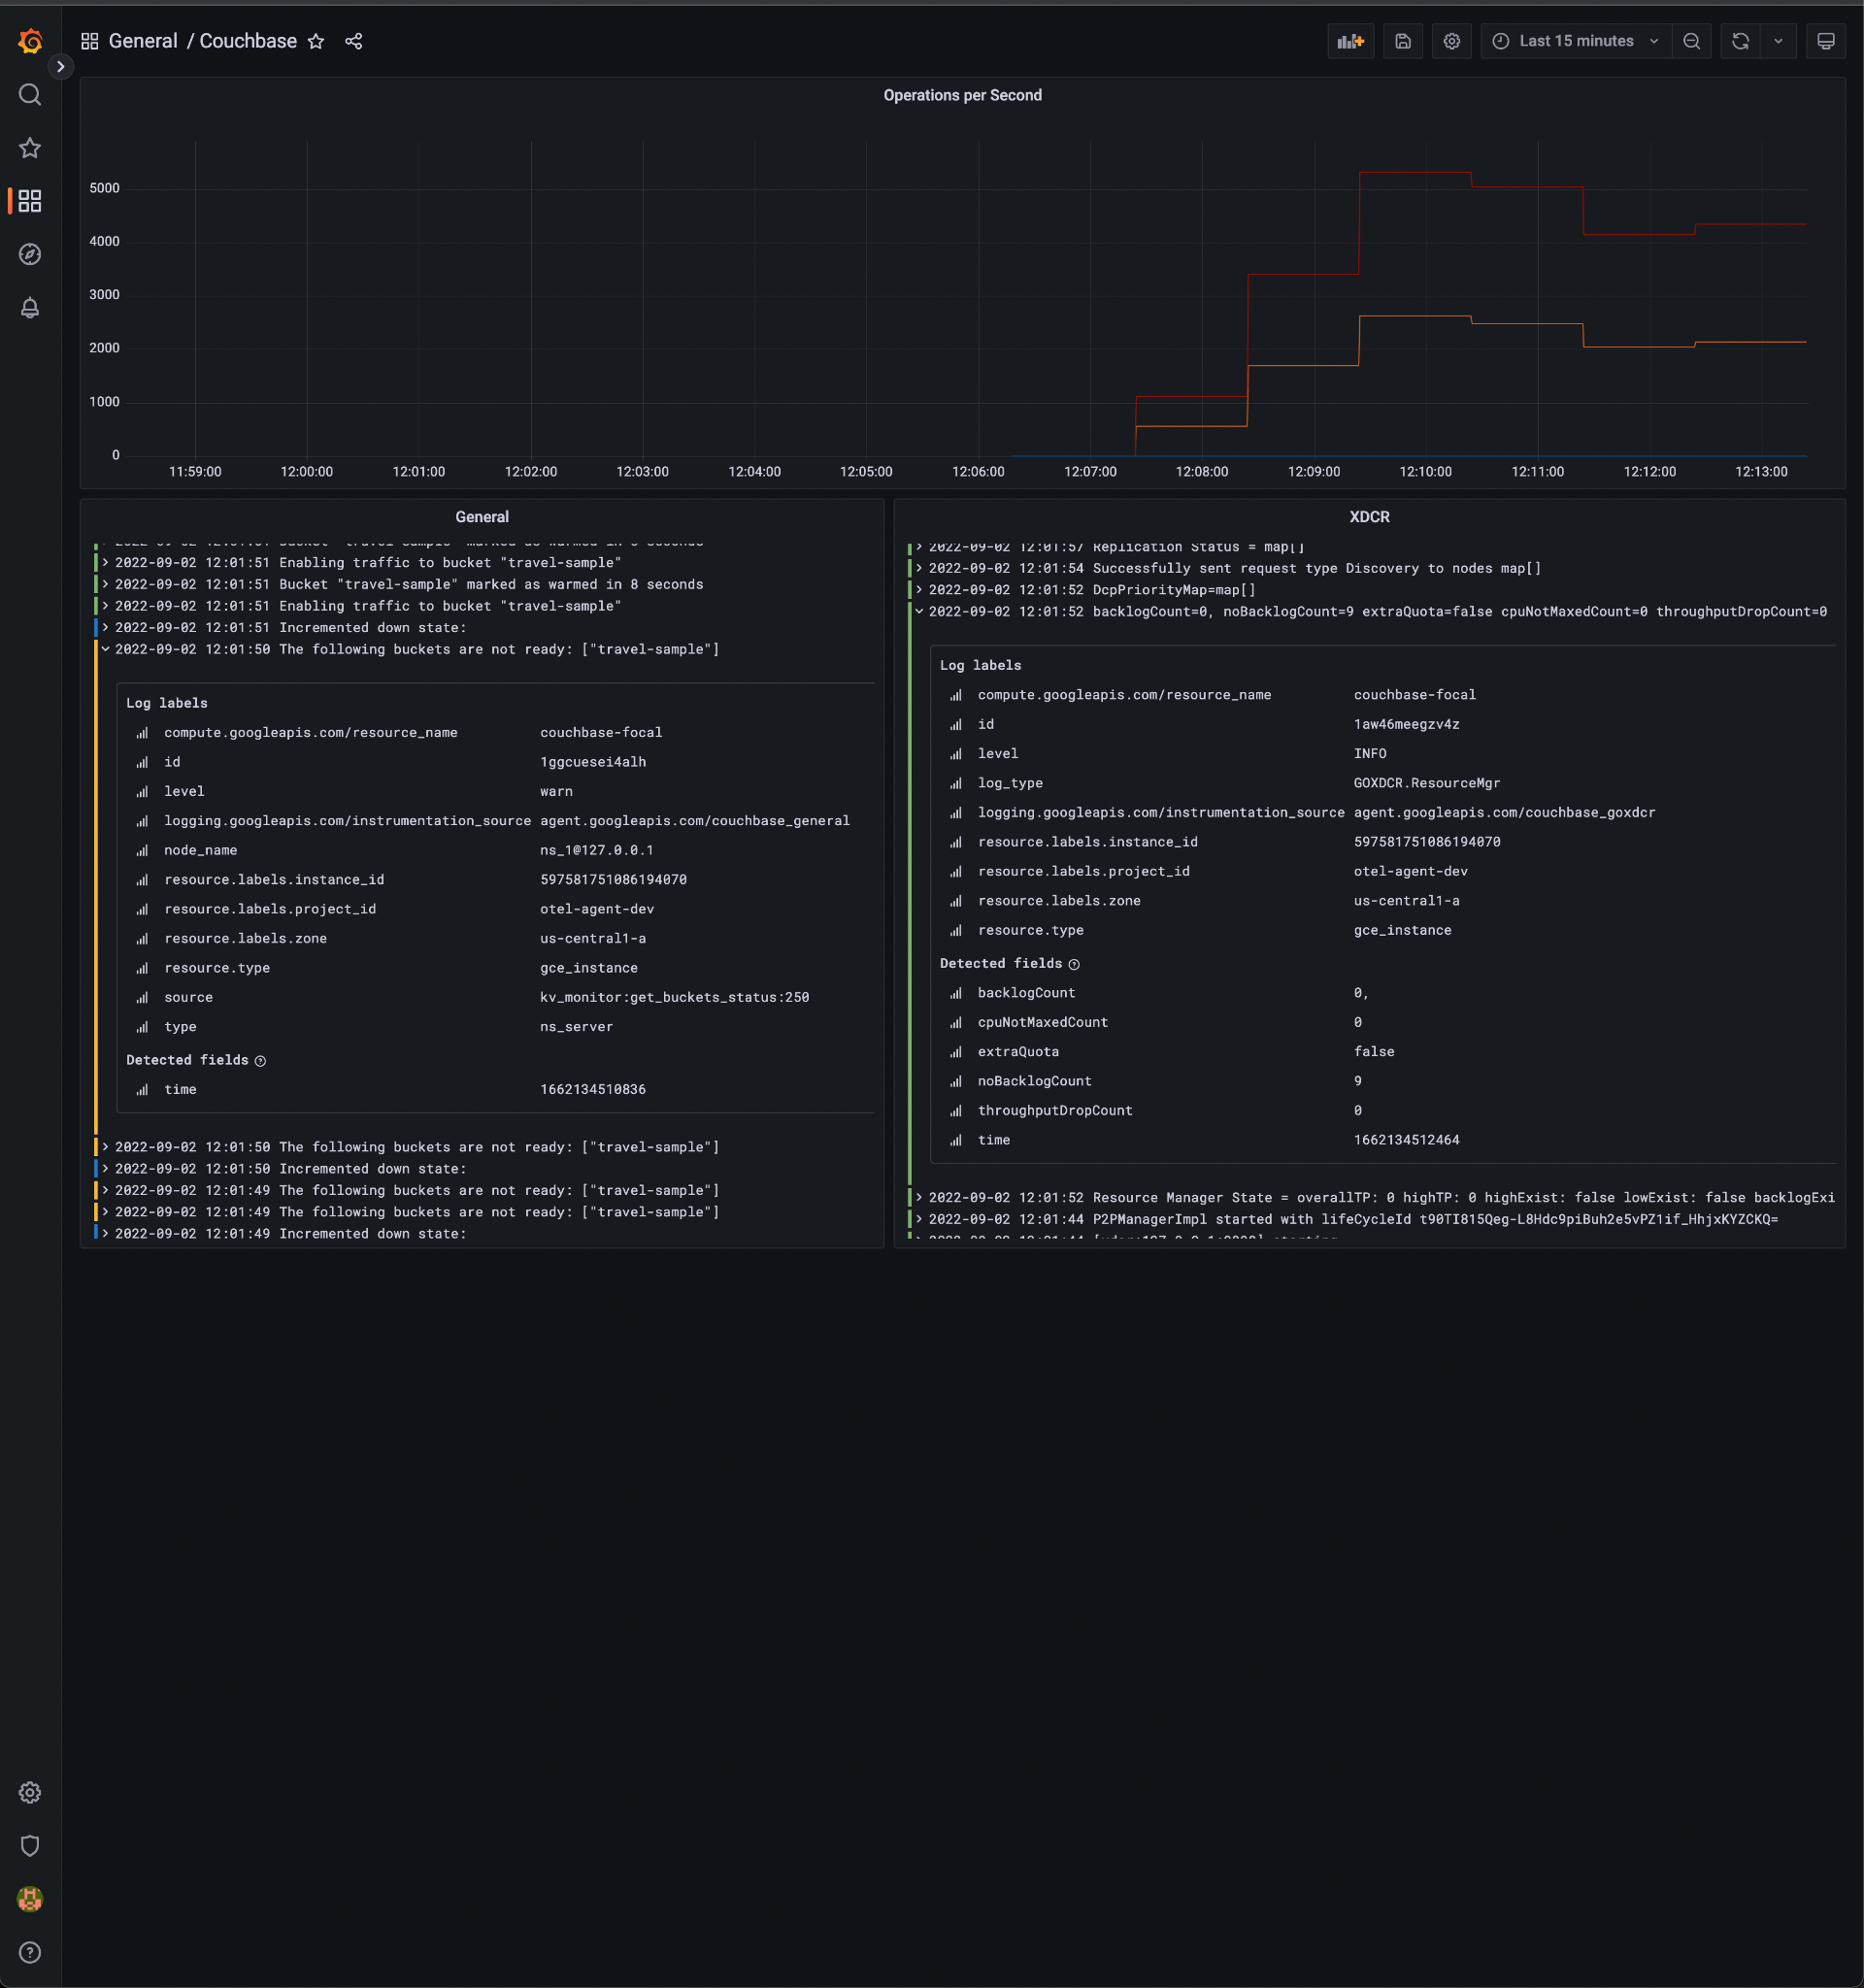 General / Couchbase
Last 15 minutes
Operations per Second
5000
4000
3000
2000
1000
0
11:59:00 12:00:00 12:01:00 12:02:00 12:03:00 12:04:00 12:05:00 12:06:00 12:07:00 12:08:00 12:09:00 12:10:00 12:11:00 12:12:00 12:13:00
General
2022-09-02 12:01:51 Enabling traffic to bucket "travel-sample"
2022-09-02 12:01:51 Bucket "travel-sample" marked as warmed in 8 seconds
2022-09-02 12:01:51 Enabling traffic to bucket "travel-sample"
2022-09-02 12:01:51 Incremented down state:
2022-09-02 12:01:50 The following buckets are not ready: ["travel-sample"]
Log labels
compute.googleapis.com/resource_name couchbase-focal
id 1ggcuesei4alh
level warn
logging.googleapis.com/instrumentation_source agent.googleapis.com/couchbase_general
node_name ns_1@127.0.0.1
resource.labels.instance_id 597581751086194070
resource.labels.project_id otel-agent-dev
resource.labels.zone us-central1-a
resource.type gce_instance
source kv_monitor:get_buckets_status:250
type ns_server
Detected fields
time 1662134510836
2022-09-02 12:01:50 The following buckets are not ready: ["travel-sample"]
2022-09-02 12:01:50 Incremented down state:
2022-09-02 12:01:49 The following buckets are not ready: ["travel-sample"]
2022-09-02 12:01:49 The following buckets are not ready: ["travel-sample"]
2022-09-02 12:01:49 Incremented down state:
XDCR
2022-09-02 12:01:57 Replication Status = map[]
2022-09-02 12:01:54 Successfully sent request type Discovery to nodes map[]
2022-09-02 12:01:52 DcpPriorityMap=map[]
2022-09-02 12:01:52 backlogCount=0, noBacklogCount=9 extraQuota=false cpuNotMaxedCount=0 throughputDropCount=0
Log labels
compute.googleapis.com/resource_name couchbase-focal
id 1aw46meegzv4z
level INFO
log_type GOXDCR.ResourceMgr
logging.googleapis.com/instrumentation_source agent.googleapis.com/couchbase_goxdcr
resource.labels.instance_id 597581751086194070
resource.labels.project_id otel-agent-dev
resource.labels.zone us-central1-a
resource.type gce_instance
Detected fields
backlogCount 0,
cpuNotMaxedCount 0
extraQuota false
noBacklogCount 9
throughputDropCount 0
time 1662134512464
2022-09-02 12:01:52 Resource Manager State = overallTP: 0 highTP: 0 highExist: false lowExist: false backlogExi
2022-09-02 12:01:44 P2PManagerImpl started with lifeCycleId t90TI815Qeg-L8Hdc9piBuh2e5vPZ1if_HhjxKYZCKQ=